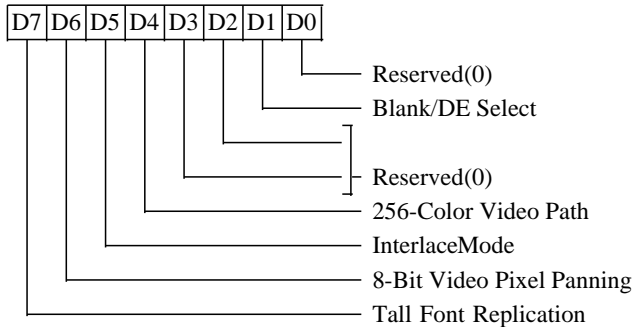 D7 D6 D5 D4 D3 D2 D1 D0
Reserved(0)
Blank/DE Select
Reserved(0)
256-Color Video Path
InterlaceMode
8-Bit Video Pixel Panning
Tall Font Replication